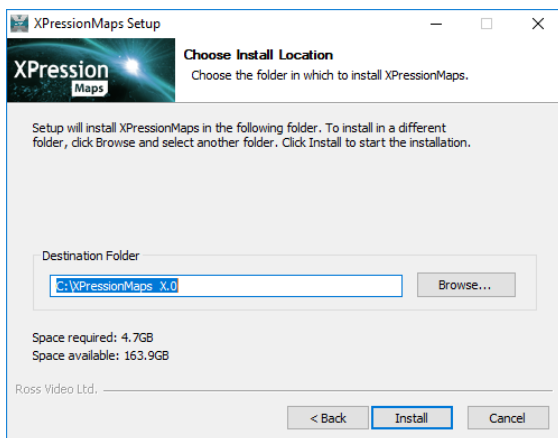 XPressionMaps Setup
XPression
Maps
Choose Install Location
Choose the folder in which to install XPressionMaps.
Setup will install XPressionMaps in the following folder. To install in a different
folder, click Browse and select another folder. Click Install to start the installation.
Destination Folder
C:\XPressionMaps X.0
Browse...
Space required: 4.7GB
Space available: 163.9GB
Ross Video Ltd.
< Back
Install
Cancel